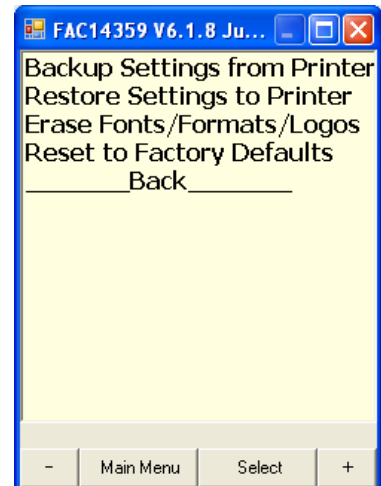 FAC14359 V6.1.8 Ju...
Backup Settings from Printer
Restore Settings to Printer
Erase Fonts/Formats/Logos
Reset to Factory Defaults
________Back________
- Main Menu Select +